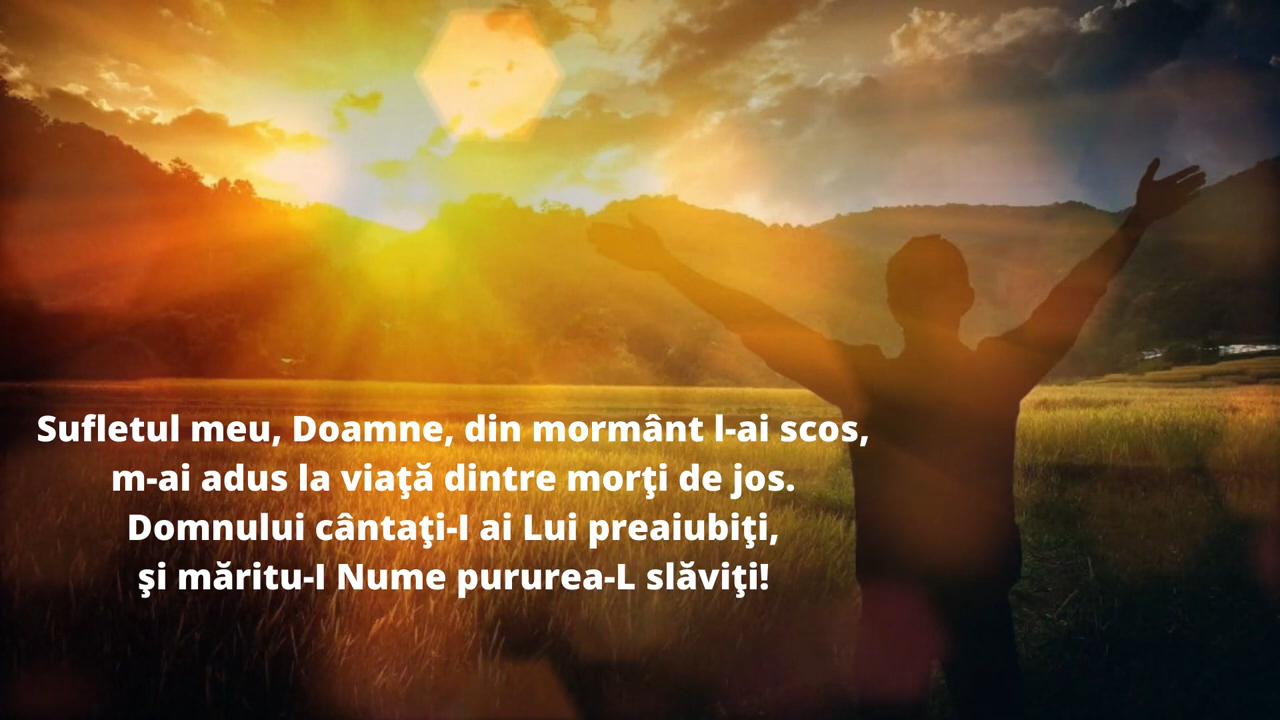 Sufletul meu, Doamne, din mormânt l-ai scos,
m-ai adus la viaţă dintre morţi de jos.
Domnului cântaţi-I ai Lui preaiubiţi,
şi măritu-I Nume pururea-L slăviţi!